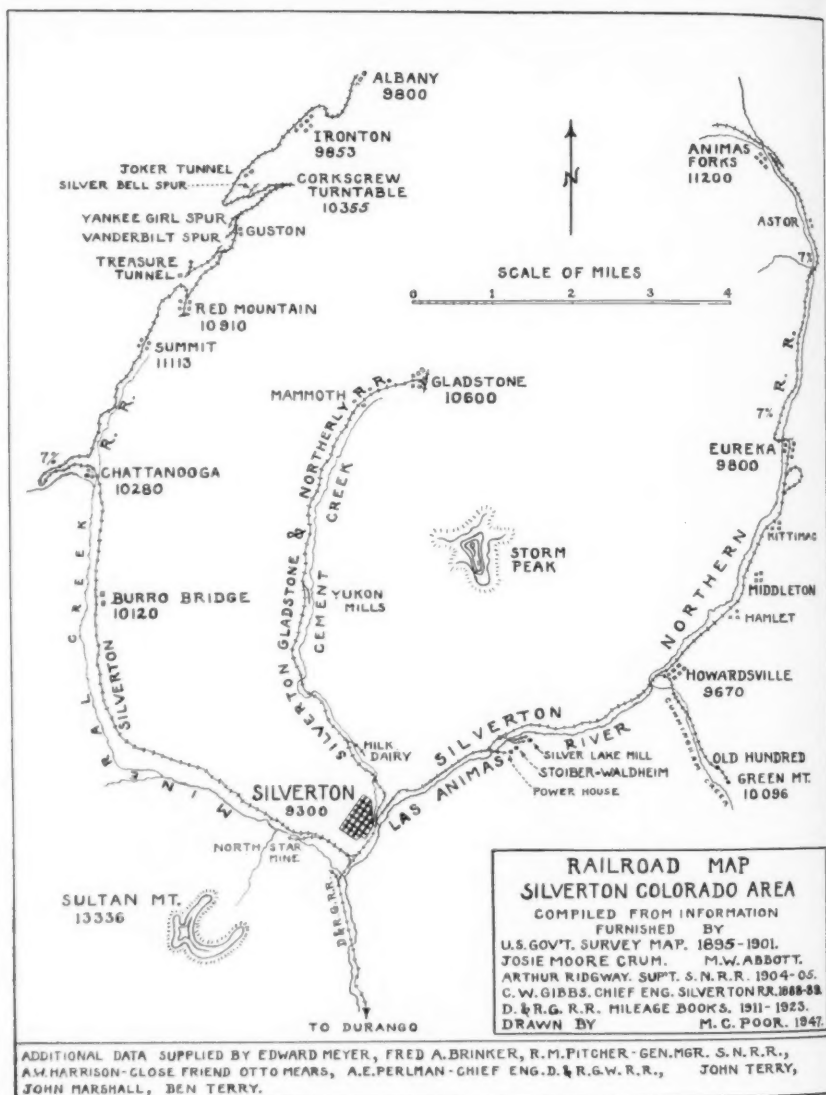 ALBANY
9800
IRONTON
9853
JOKER TUNNEL
SILVER BELL SPUR
CORKSCREW
TURNTABLE
10355
YANKEE GIRL SPUR
VANDERBILT SPUR
GUSTON
TREASURE
TUNNEL
RED MOUNTAIN
10910
SUMMIT
11113
ANIMAS
FORKS
11200
ASTOR
7%
N
SCALE OF MILES
0 1 2 3 4
MAMMOTH
GLADSTONE
10600
7%
R. R.
EUREKA
9800
7%
CHATTANOOGA
10280
STORM
PEAK
KITTIMAC
MIDDLETON
HAMLET
YUKON
MILLS
BURRO BRIDGE
10120
SILVERTON R. R.
MINERAL CREEK
SILVERTON GLADSTONE & NORTHERLY R. R.
CEMENT CREEK
SILVERTON NORTHERN R. R.
LAS ANIMAS RIVER
HOWARDSVILLE
9670
CUNNINGHAM CREEK
OLD HUNDRED
GREEN MT.
10096
MILK
DAIRY
SILVER LAKE MILL
STOIBER-WALDHEIM
POWER HOUSE
SILVERTON
9300
NORTH STAR
MINE
SULTAN MT.
13336
D.&R.G. R.R.
TO DURANGO
RAILROAD MAP
SILVERTON COLORADO AREA
COMPILED FROM INFORMATION
FURNISHED BY
U.S. GOV'T. SURVEY MAP. 1895-1901.
JOSIE MOORE CRUM. M.W. ABBOTT.
ARTHUR RIDGWAY. SUP'T. S.N.R.R. 1904-05.
C.W. GIBBS. CHIEF ENG. SILVERTON R.R. 1888-89.
D.&R.G. R.R. MILEAGE BOOKS. 1911-1923.
DRAWN BY M.C. POOR. 1947.
ADDITIONAL DATA SUPPLIED BY EDWARD MEYER, FRED A. BRINKER, R.M. PITCHER-GEN. MGR. S.N.R.R.,
A.W. HARRISON-CLOSE FRIEND OTTO MEARS, A.E. PERLMAN-CHIEF ENG. D.&R.G.W. R.R., JOHN TERRY,
JOHN MARSHALL, BEN TERRY.